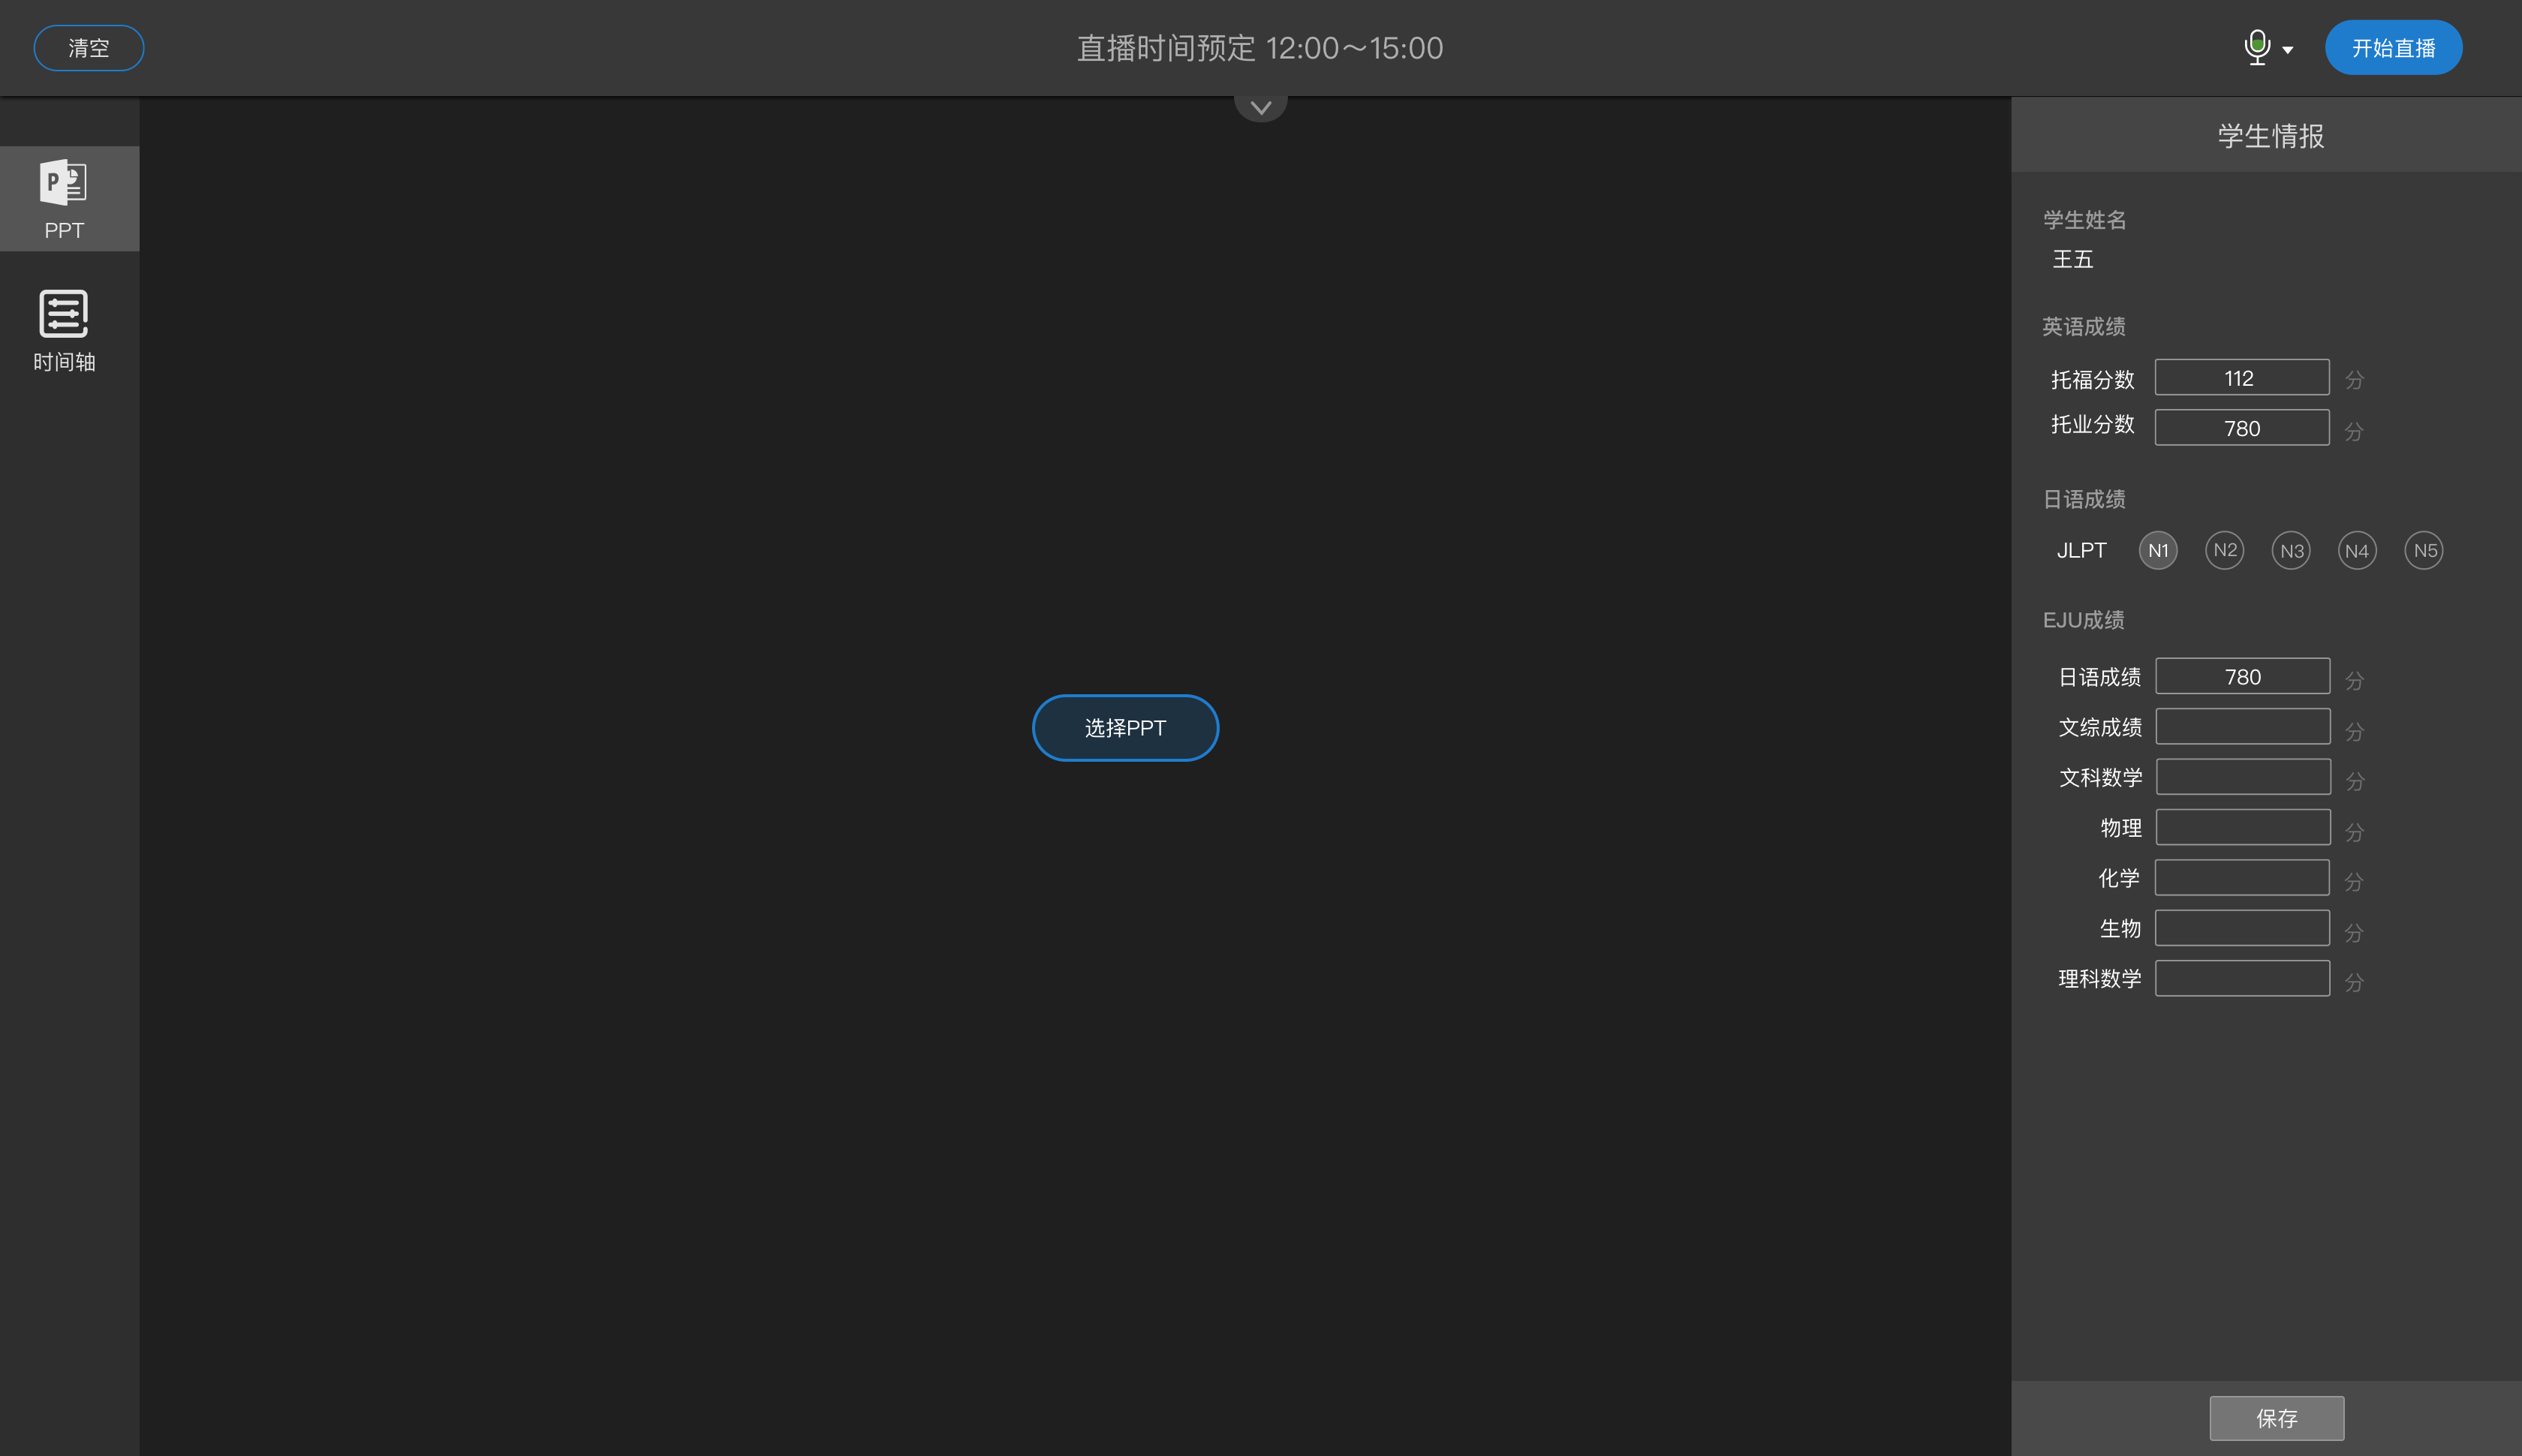 清空
直播时间预定 12:00～15:00
开始直播
PPT
时间轴
选择PPT
学生情报
学生姓名
王五
英语成绩
托福分数 112 分
托业分数 780 分
日语成绩
JLPT N1 N2 N3 N4 N5
EJU成绩
日语成绩 780 分
文综成绩 分
文科数学 分
物理 分
化学 分
生物 分
理科数学 分
保存